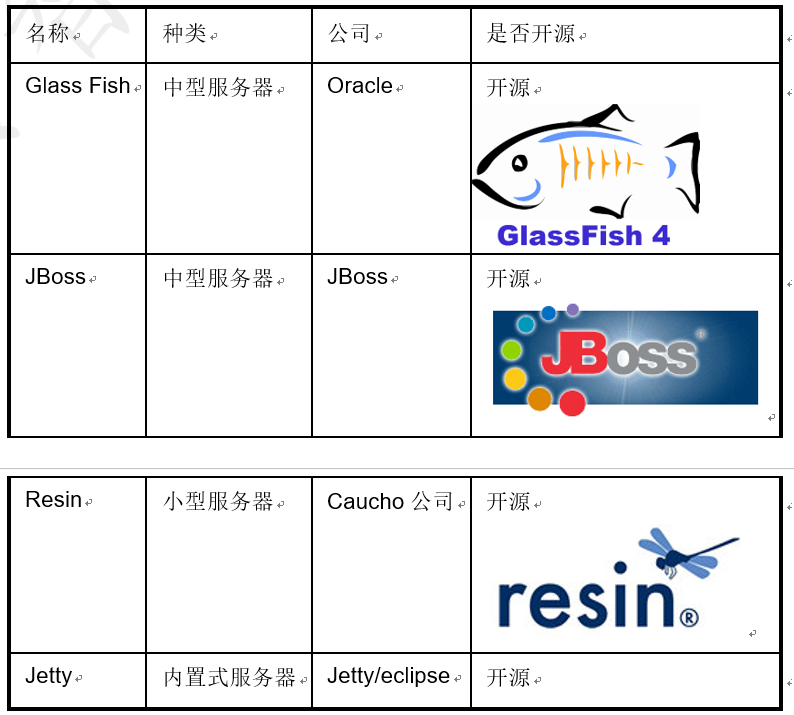 名称 种类 公司 是否开源
Glass Fish 中型服务器 Oracle 开源
GlassFish 4
JBoss 中型服务器 JBoss 开源
JBoss®
Resin 小型服务器 Caucho 公司 开源
resin®
Jetty 内置式服务器 Jetty/eclipse 开源